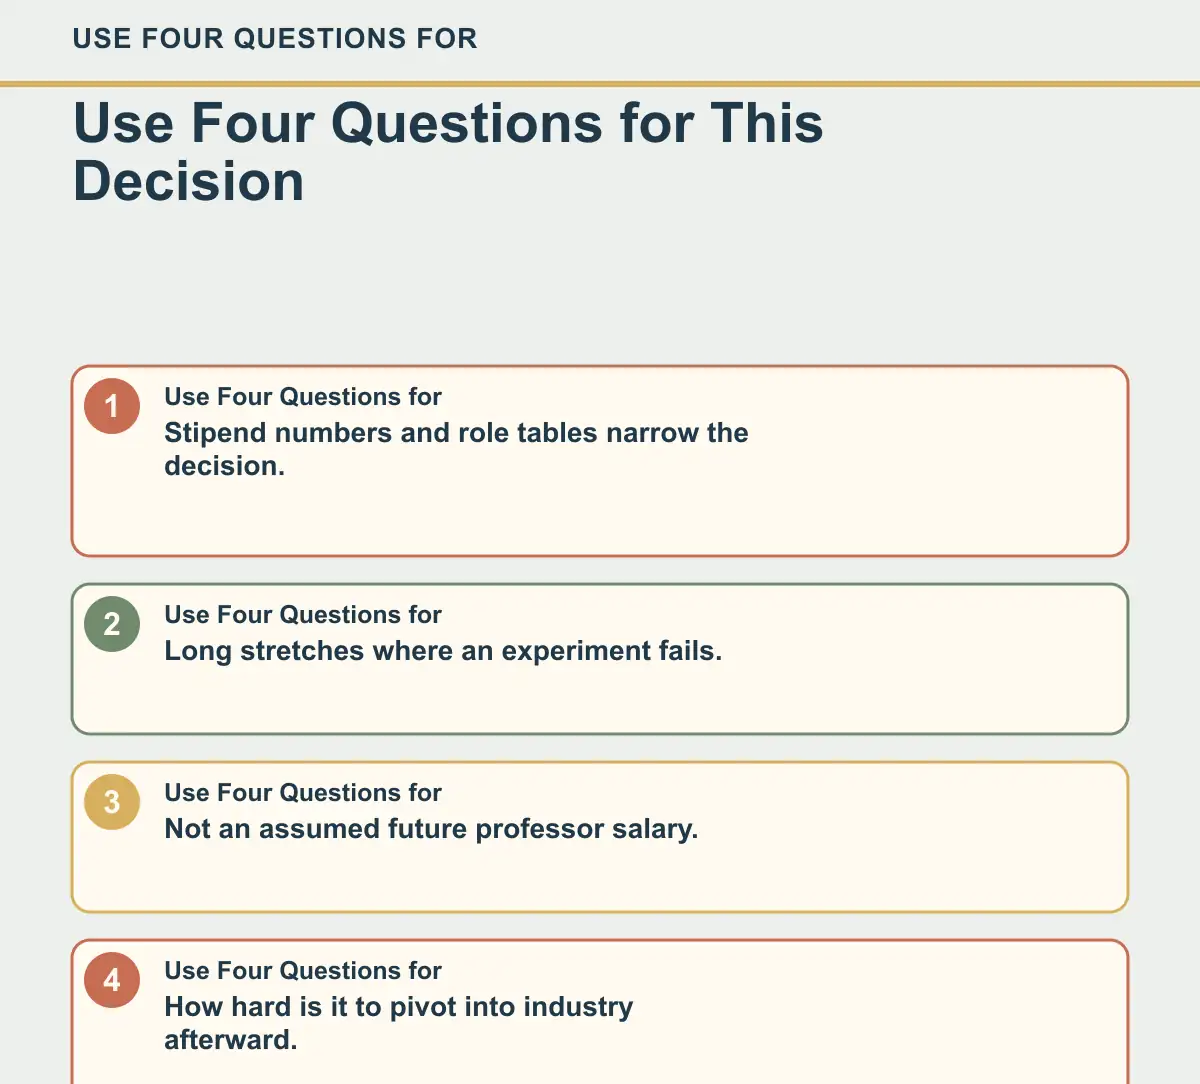 USE FOUR QUESTIONS FOR
Use Four Questions for This
Decision
1
Use Four Questions for
Stipend numbers and role tables narrow the
decision.
2
Use Four Questions for
Long stretches where an experiment fails.
3
Use Four Questions for
Not an assumed future professor salary.
4
Use Four Questions for
How hard is it to pivot into industry
afterward.